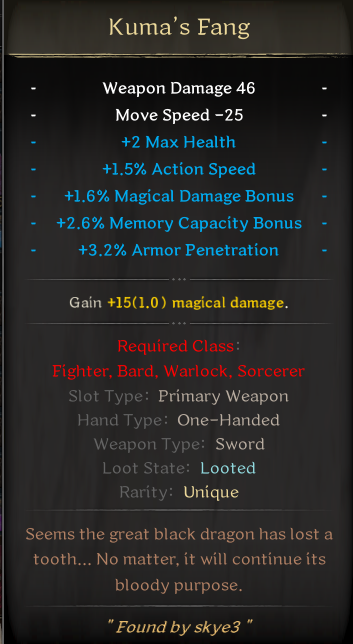 Kuma's Fang
- Weapon Damage 46 -
- Move Speed -25 -
- +2 Max Health -
- +1.5% Action Speed -
- +1.6% Magical Damage Bonus -
- +2.6% Memory Capacity Bonus -
- +3.2% Armor Penetration -
Gain +15(1.0) magical damage.
Required Class:
Fighter, Bard, Warlock, Sorcerer
Slot Type: Primary Weapon
Hand Type: One-Handed
Weapon Type: Sword
Loot State: Looted
Rarity: Unique
Seems the great black dragon has lost a
tooth... No matter, it will continue its
bloody purpose.
"Found by skye3 "